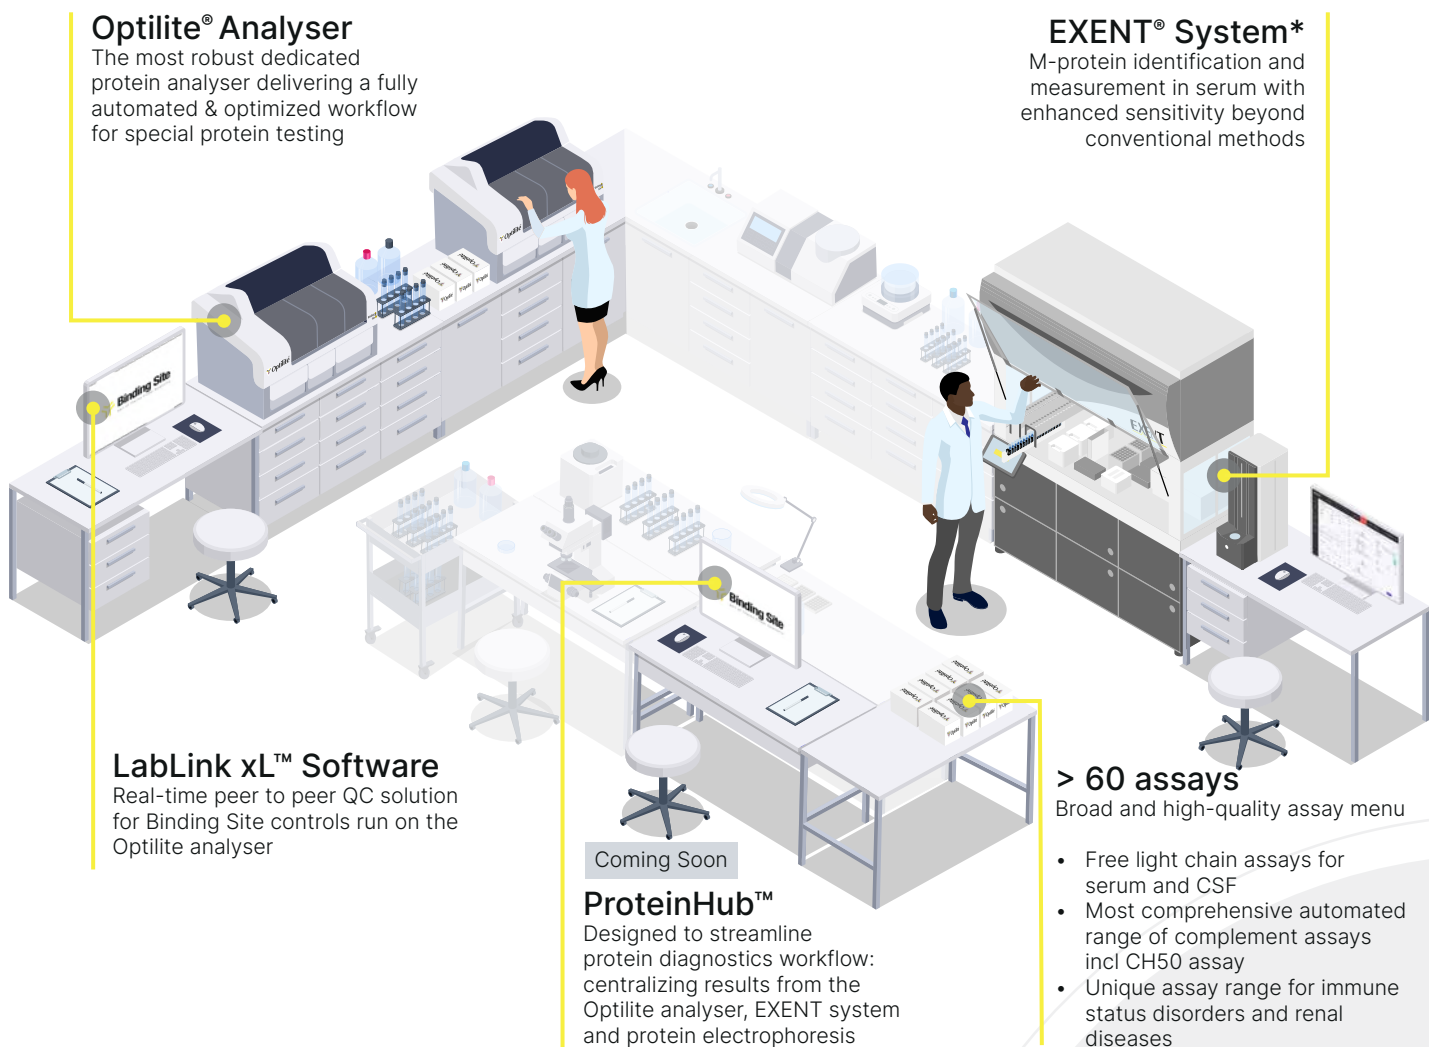 Optilite® Analyser
The most robust dedicated
protein analyser delivering a fully
automated & optimized workflow
for special protein testing
EXENT® System*
M-protein identification and
measurement in serum with
enhanced sensitivity beyond
conventional methods
Optilite
Optilite
Binding Site
EXENT
Binding Site
LabLink xL™ Software
Real-time peer to peer QC solution
for Binding Site controls run on the
Optilite analyser
Coming Soon
ProteinHub™
Designed to streamline
protein diagnostics workflow:
centralizing results from the
Optilite analyser, EXENT system
and protein electrophoresis
> 60 assays
Broad and high-quality assay menu
• Free light chain assays for
serum and CSF
• Most comprehensive automated
range of complement assays
incl CH50 assay
• Unique assay range for immune
status disorders and renal
diseases